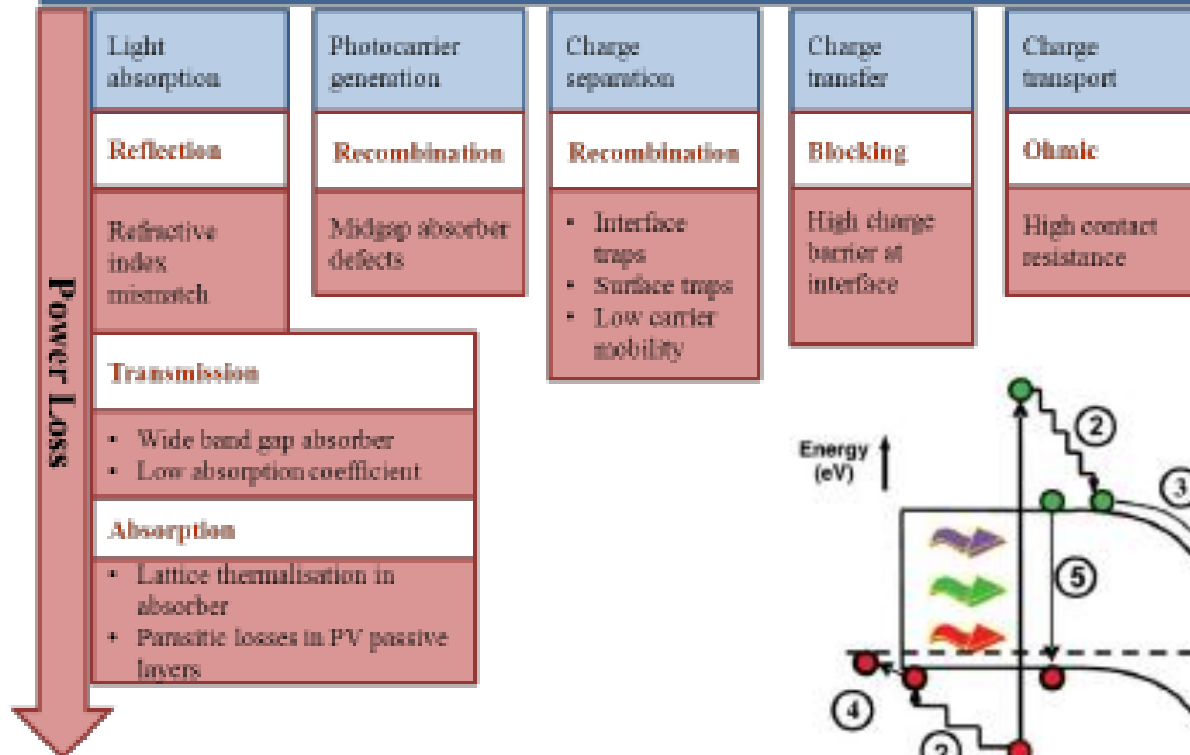 Light
absorption
Photocarrier
generation
Charge
separation
Charge
transfer
Charge
transport
Reflection
Recombination
Recombination
Blocking
Ohmic
Refractive
index
mismatch
Midgap absorber
defects
• Interface
traps
• Surface traps
• Low carrier
mobility
High charge
barrier at
interface
High contact
resistance
Power Loss
Transmission
• Wide band gap absorber
• Low absorption coefficient
Absorption
• Lattice thermalisation in
absorber
• Parasitic losses in PV passive
layers
Energy
(eV)
2
3
5
4
2